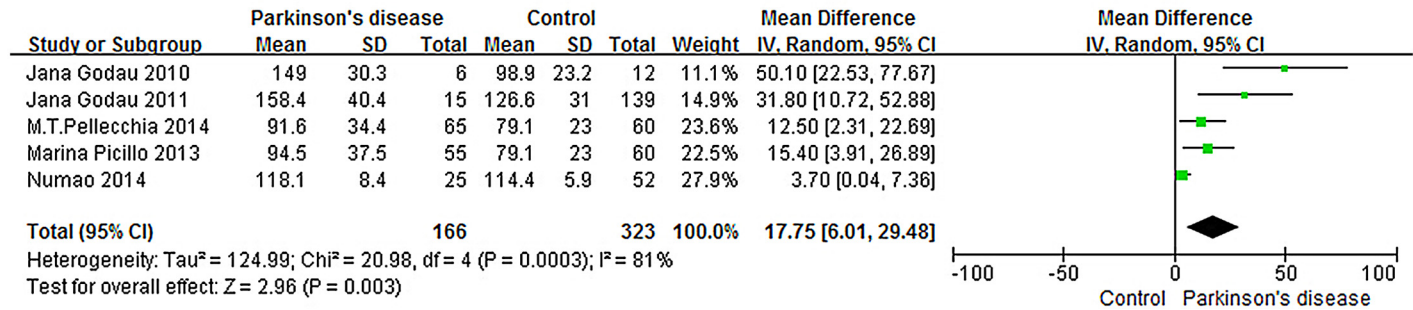 Parkinson's disease Control Mean Difference Mean Difference
Study or Subgroup Mean SD Total Mean SD Total Weight IV, Random, 95% CI IV, Random, 95% CI
Jana Godau 2010 149 30.3 6 98.9 23.2 12 11.1% 50.10 [22.53, 77.67]
Jana Godau 2011 158.4 40.4 15 126.6 31 139 14.9% 31.80 [10.72, 52.88]
M.T.Pellecchia 2014 91.6 34.4 65 79.1 23 60 23.6% 12.50 [2.31, 22.69]
Marina Picillo 2013 94.5 37.5 55 79.1 23 60 22.5% 15.40 [3.91, 26.89]
Numao 2014 118.1 8.4 25 114.4 5.9 52 27.9% 3.70 [0.04, 7.36]
Total (95% CI) 166 323 100.0% 17.75 [6.01, 29.48]
Heterogeneity: Tau² = 124.99; Chi² = 20.98, df = 4 (P = 0.0003); I² = 81%
Test for overall effect: Z = 2.96 (P = 0.003)
-100 -50 0 50 100
Control Parkinson's disease